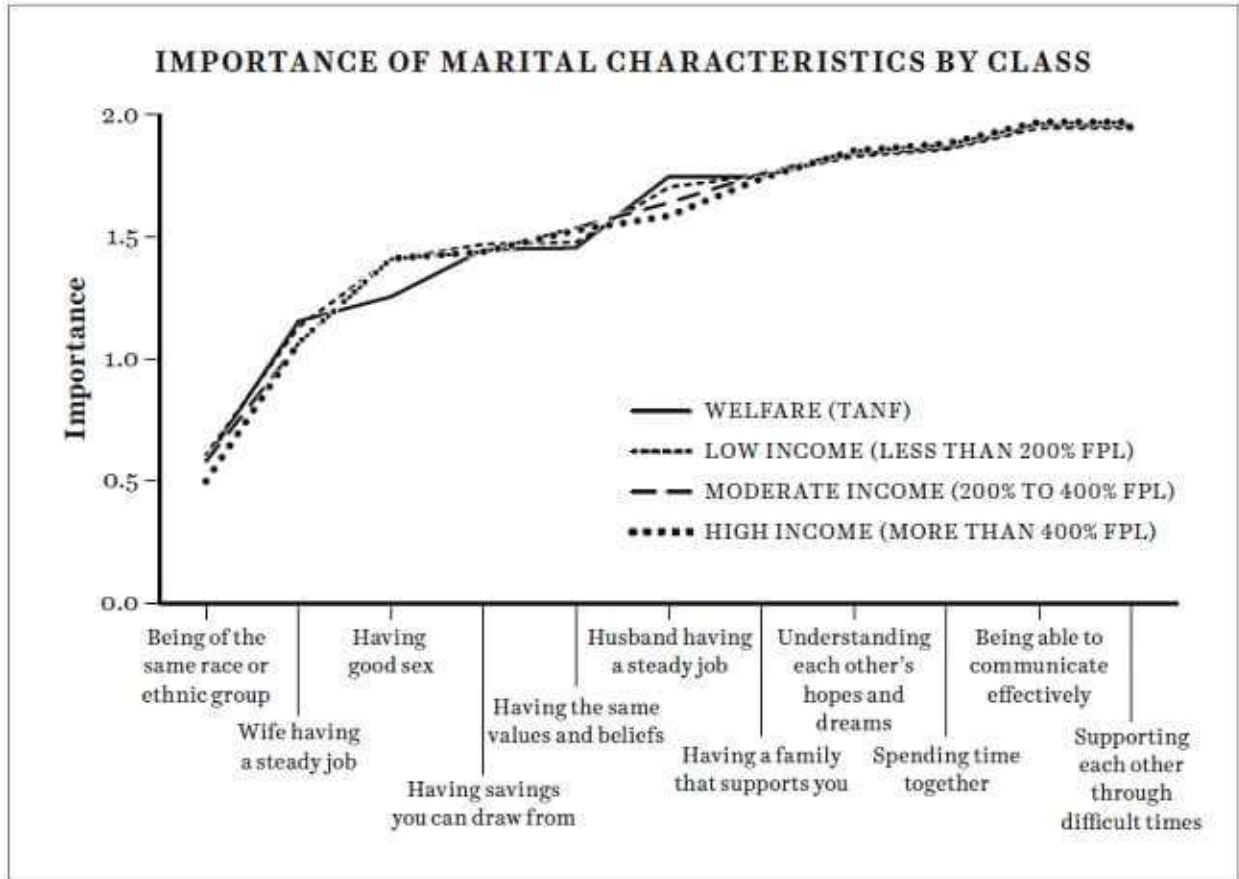 IMPORTANCE OF MARITAL CHARACTERISTICS BY CLASS
Importance
2.0
1.5
1.0
0.5
0.0
WELFARE (TANF)
LOW INCOME (LESS THAN 200% FPL)
MODERATE INCOME (200% TO 400% FPL)
HIGH INCOME (MORE THAN 400% FPL)
Being of the
same race or
ethnic group
Wife having
a steady job
Having
good sex
Having savings
you can draw from
Having the same
values and beliefs
Husband having
a steady job
Having a family
that supports you
Understanding
each other's
hopes and
dreams
Spending time
together
Being able to
communicate
effectively
Supporting
each other
through
difficult times